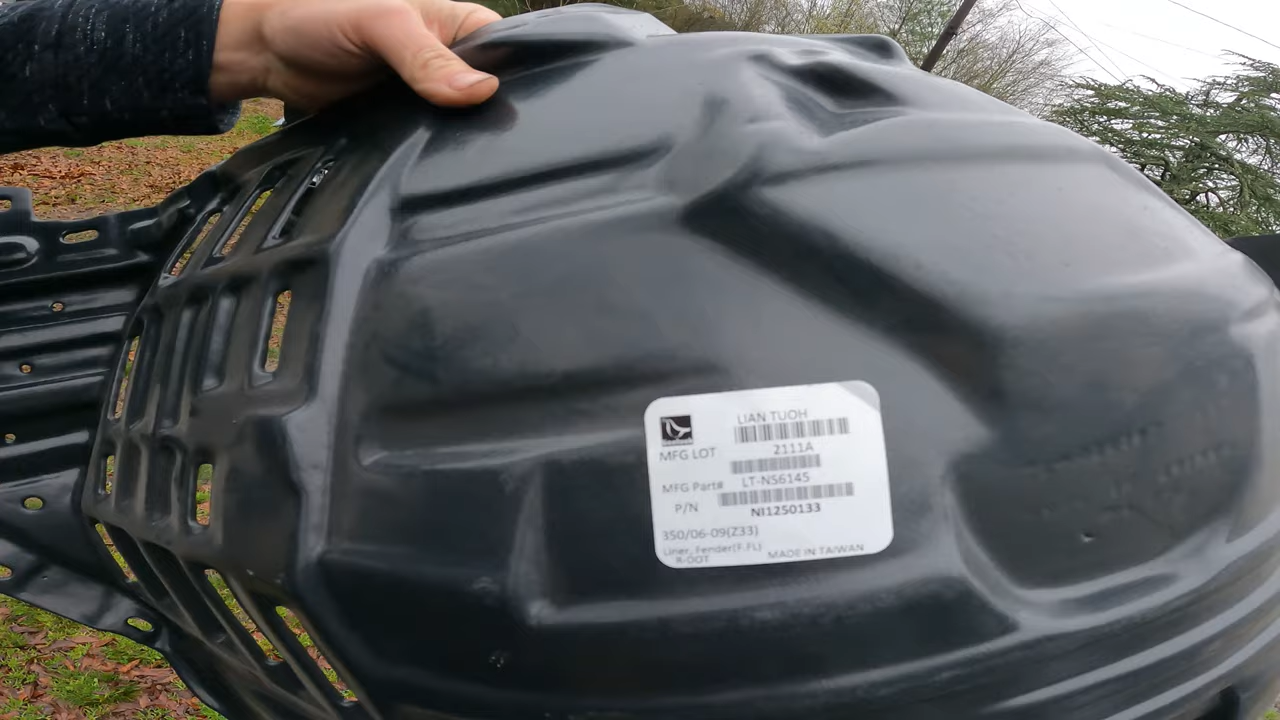 LIAN TUOH
MFG LOT 2111A
MFG Part# LT-NS6145
P/N NI1250133
350/06-09(Z33)
Liner, Fender(F.FL)
R-OOT MADE IN TAIWAN